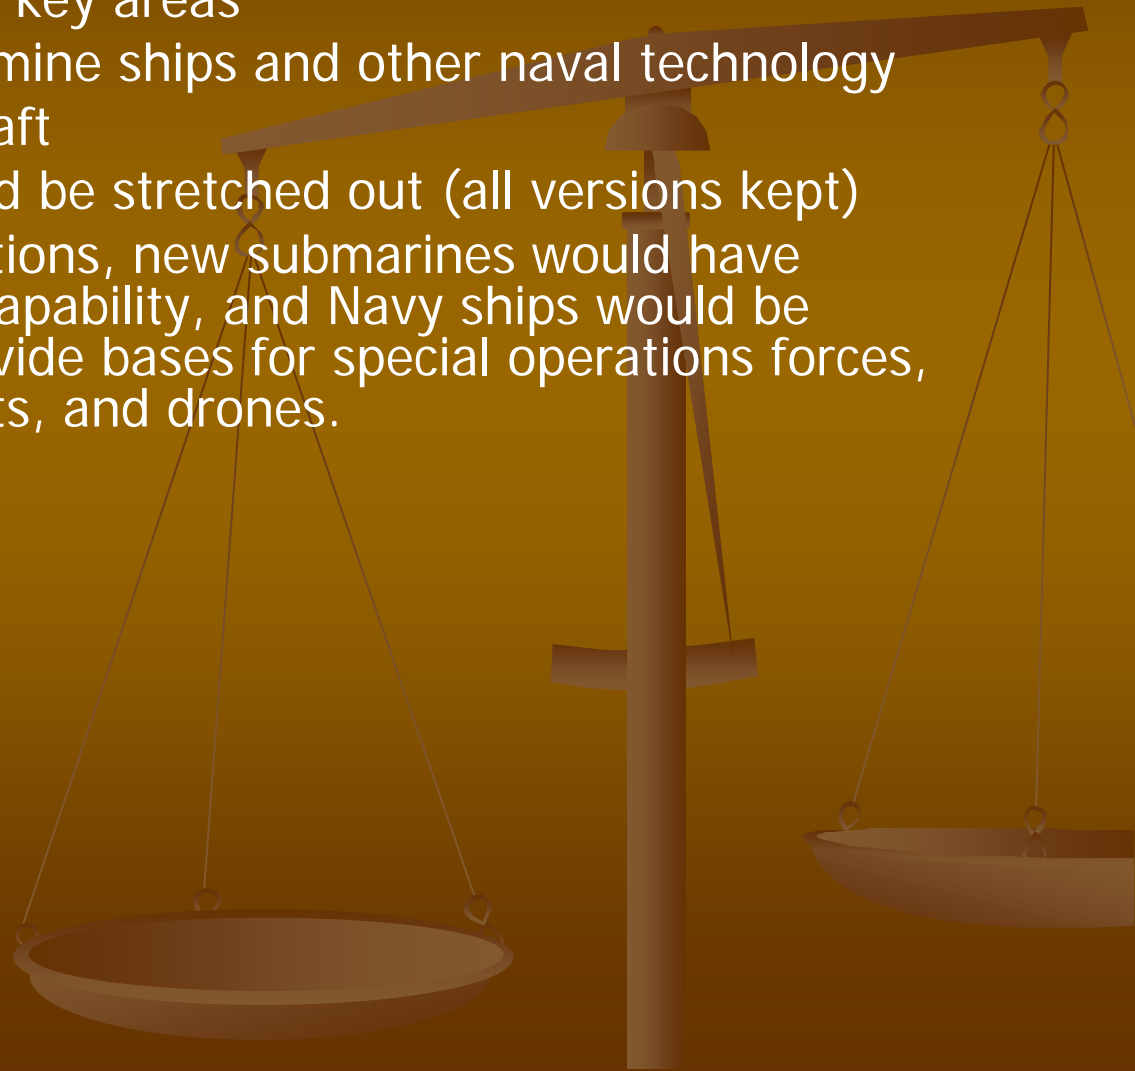 key areas
mine ships and other naval technology
aft
d be stretched out (all versions kept)
tions, new submarines would have
apability, and Navy ships would be
vide bases for special operations forces,
ts, and drones.